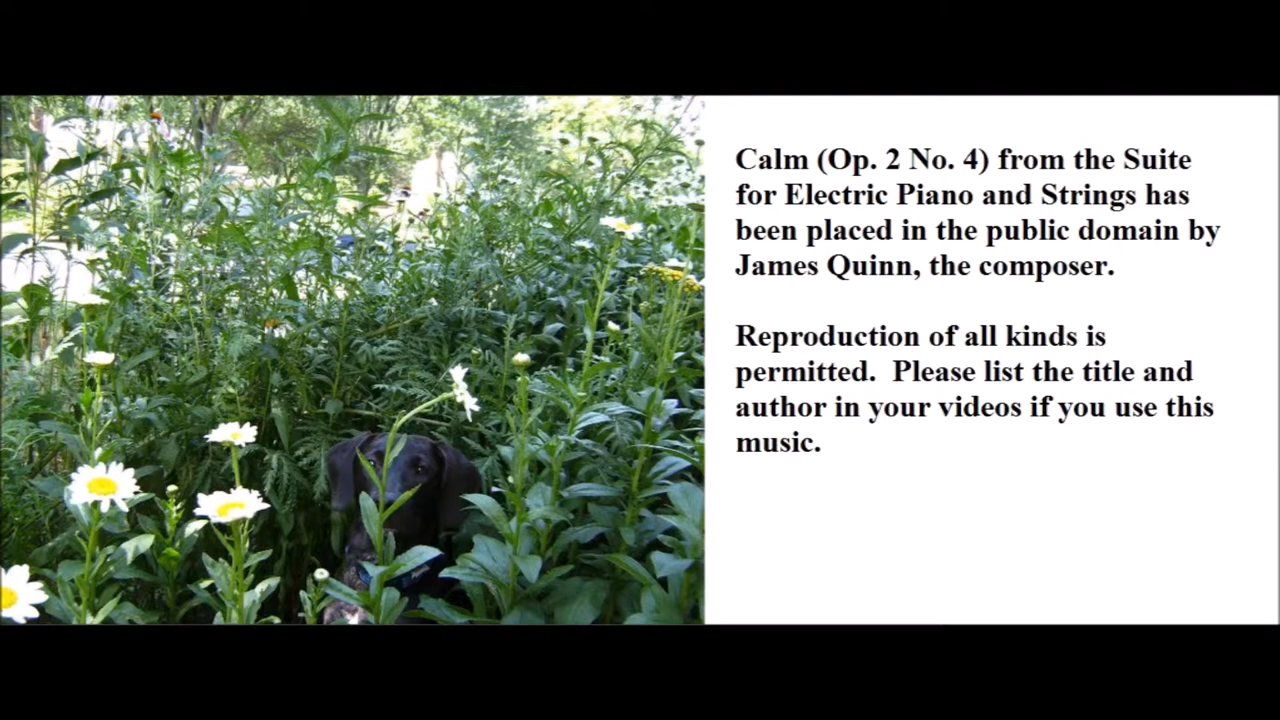 Calm (Op. 2 No. 4) from the Suite
for Electric Piano and Strings has
been placed in the public domain by
James Quinn, the composer.
Reproduction of all kinds is
permitted.  Please list the title and
author in your videos if you use this
music.